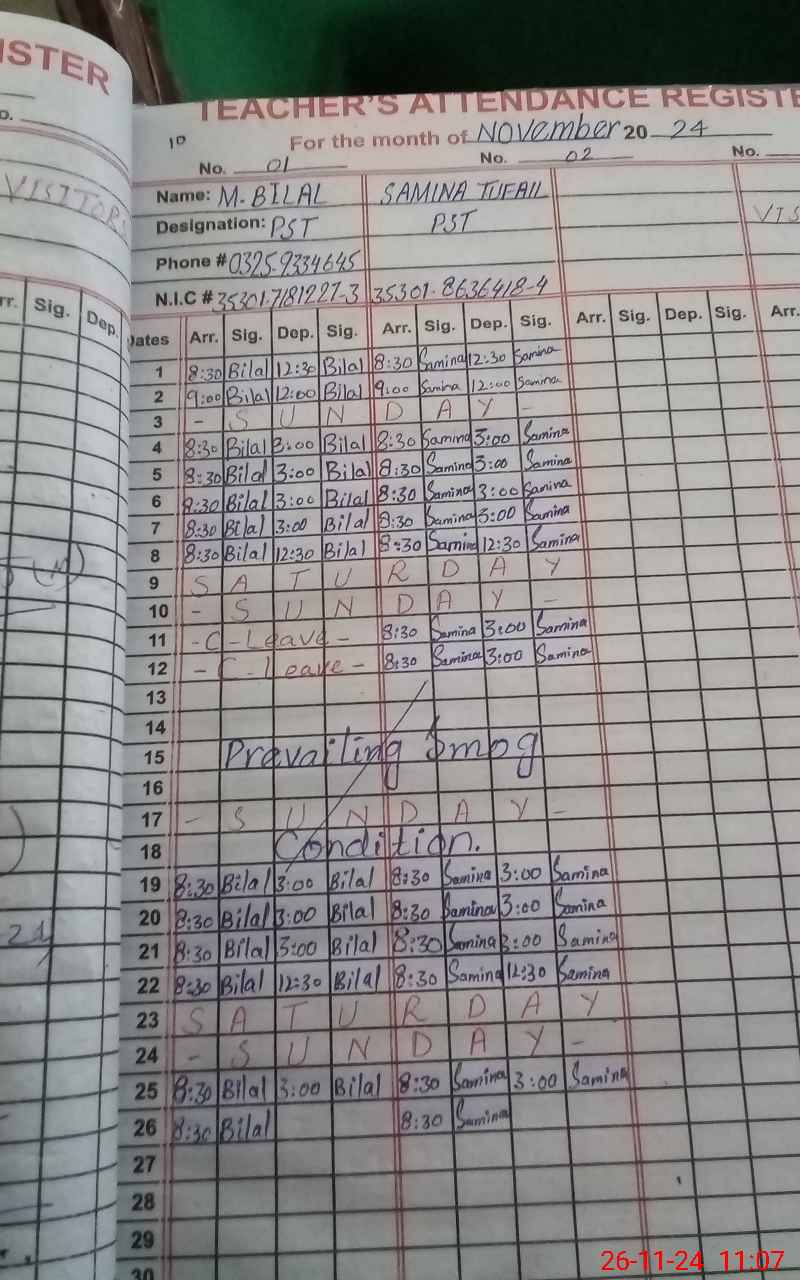 ISTER
VISITORS
rr. Sig. Dep.
TEACHER'S ATTENDANCE REGISTE
10 For the month of November 20 24
No. 01 No. 02 No.
Name: M. BILAL SAMINA TUFAIL
Designation: PST PST VIS
Phone # 0325-9334645
N.I.C # 35301-7181227-3 35301-8636418-4
Dates Arr. Sig. Dep. Sig. Arr. Sig. Dep. Sig. Arr. Sig. Dep. Sig. Arr.
1 8:30 Bilal 12:30 Bilal 8:30 Samina 12:30 Samina
2 9:00 Bilal 12:00 Bilal 9:00 Samina 12:00 Samina
3 - S U N D A Y -
4 8:30 Bilal 3:00 Bilal 8:30 Samina 3:00 Samina
5 8:30 Bilal 3:00 Bilal 8:30 Samina 3:00 Samina
6 8:30 Bilal 3:00 Bilal 8:30 Samina 3:00 Samina
7 8:30 Bilal 3:00 Bilal 8:30 Samina 3:00 Samina
8 8:30 Bilal 12:30 Bilal 8:30 Samina 12:30 Samina
9 S A T U R D A Y
10 - S U N D A Y -
11 - C - Leave - 8:30 Samina 3:00 Samina
12 - C - Leave - 8:30 Samina 3:00 Samina
13
14
15 Prevailing Smog
16
17 - S U N D A Y -
18 Condition.
19 8:30 Bilal 3:00 Bilal 8:30 Samina 3:00 Samina
20 8:30 Bilal 3:00 Bilal 8:30 Samina 3:00 Samina
21 8:30 Bilal 3:00 Bilal 8:30 Samina 3:00 Samina
22 8:30 Bilal 12:30 Bilal 8:30 Samina 12:30 Samina
23 S A T U R D A Y
24 - S U N D A Y -
25 8:30 Bilal 3:00 Bilal 8:30 Samina 3:00 Samina
26 8:30 Bilal 8:30 Samina
27
28
29
30
26-11-24 11:07